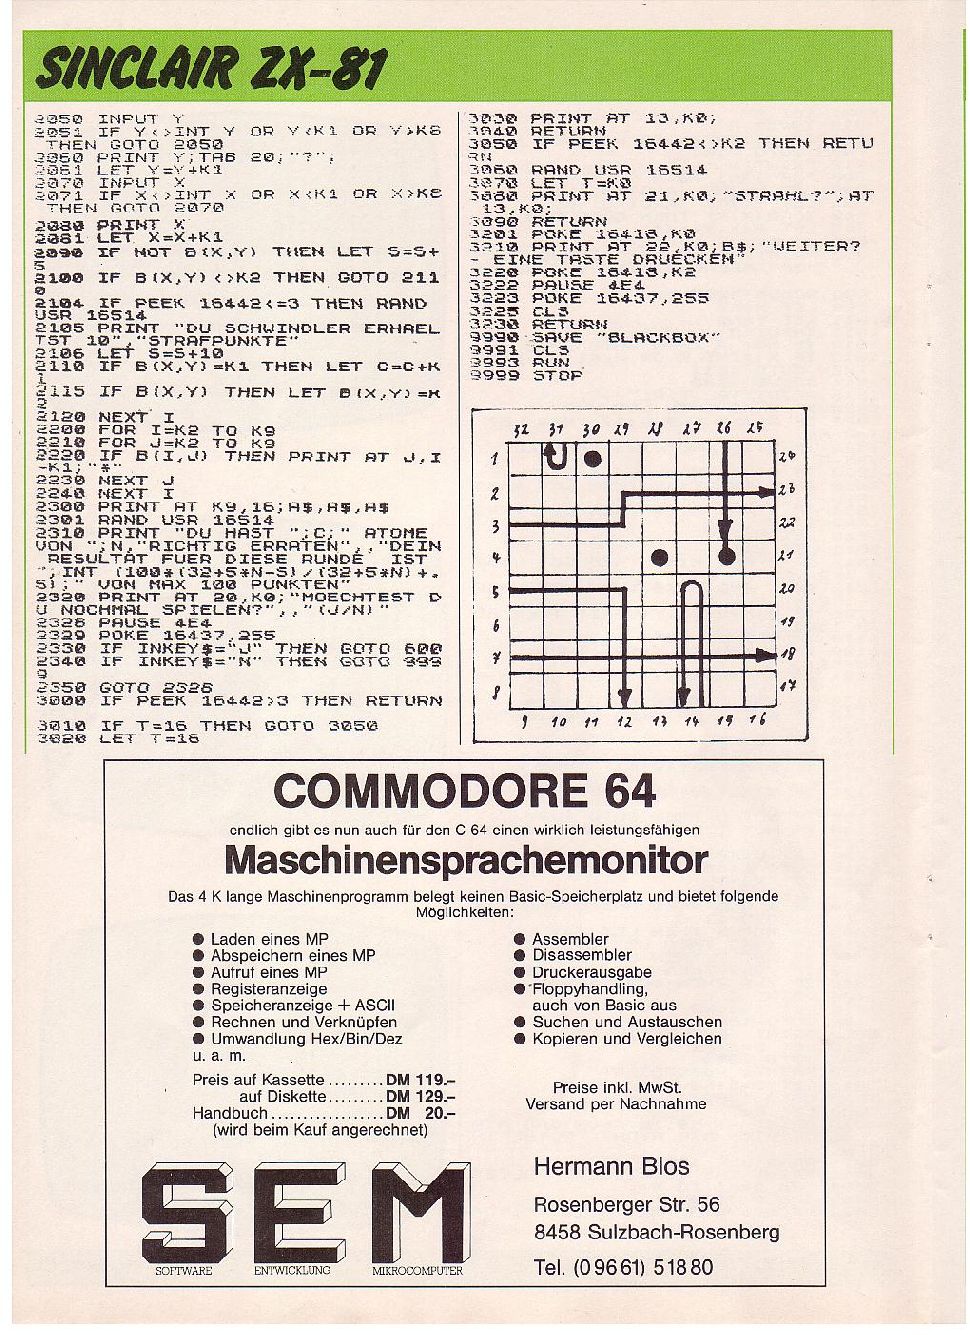 SINCLAIR ZX-81
2050 INPUT Y
2051 IF Y<>INT Y OR Y<K1 OR Y>K8
THEN GOTO 2050
2060 PRINT Y;TAB 20;"?",
2061 LET Y=Y+K1
2070 INPUT X
2071 IF X<>INT X OR X<K1 OR X>K8
THEN GOTO 2070
2080 PRINT X
2081 LET X=X+K1
2090 IF NOT B(X,Y) THEN LET S=S+
5
2100 IF B(X,Y)<>K2 THEN GOTO 211
0
2104 IF PEEK 16442<=3 THEN RAND
USR 16514
2105 PRINT "DU SCHWINDLER ERHAEL
TST 10","STRAFPUNKTE"
2106 LET S=S+10
2110 IF B(X,Y)=K1 THEN LET C=C+K
1
2115 IF B(X,Y) THEN LET B(X,Y)=K
2
2120 NEXT I
2200 FOR I=K2 TO K9
2210 FOR J=K2 TO K9
2220 IF B(I,J) THEN PRINT AT J,I
-K1;"*"
2230 NEXT J
2240 NEXT I
2300 PRINT AT K9,16;A$,A$,A$
2301 RAND USR 16514
2310 PRINT "DU HAST ";C;" ATOME
VON ";N,"RICHTIG ERRATEN",,"DEIN
RESULTAT FUER DIESE RUNDE IST
";INT (100*(32+5*N-S)/(32+5*N)+.
5);" VON MAX 100 PUNKTEN"
2320 PRINT AT 20,K0;"MOECHTEST D
U NOCHMAL SPIELEN?",,"(J/N)"
2328 PAUSE 4E4
2329 POKE 16437,255
2330 IF INKEY$="J" THEN GOTO 600
2340 IF INKEY$="N" THEN GOTO 999
9
2350 GOTO 2328
3000 IF PEEK 16442>3 THEN RETURN
3010 IF T=16 THEN GOTO 3050
3020 LET T=16
3030 PRINT AT 13,K0;
3040 RETURN
3050 IF PEEK 16442<>K2 THEN RETU
RN
3060 RAND USR 16514
3070 LET T=K0
3080 PRINT AT 21,K0;"STRAHL?";AT
13,K0;
3090 RETURN
3201 POKE 16418,K0
3210 PRINT AT 22,K0;B$;"WEITER?
- EINE TASTE DRUECKEN"
3220 POKE 16418,K2
3222 PAUSE 4E4
3223 POKE 16437,255
3225 CLS
3230 RETURN
9990 SAVE "BLACKBOX"
9991 CLS
9993 RUN
9999 STOP
32 31 30 29 28 27 26 25
1 24
2 23
3 22
4 21
5 20
6 19
7 18
8 17
9 10 11 12 13 14 15 16
COMMODORE 64
endlich gibt es nun auch für den C 64 einen wirklich leistungsfähigen
Maschinensprachemonitor
Das 4 K lange Maschinenprogramm belegt keinen Basic-Speicherplatz und bietet folgende
Möglichkeiten:
● Laden eines MP
● Abspeichern eines MP
● Aufruf eines MP
● Registeranzeige
● Speicheranzeige + ASCII
● Rechnen und Verknüpfen
● Umwandlung Hex/Bin/Dez
u. a. m.
● Assembler
● Disassembler
● Druckerausgabe
● Floppyhandling,
auch von Basic aus
● Suchen und Austauschen
● Kopieren und Vergleichen
Preis auf Kassette ......... DM 119.–
auf Diskette ......... DM 129.–
Handbuch .................. DM 20.–
(wird beim Kauf angerechnet)
Preise inkl. MwSt.
Versand per Nachnahme
SEM
SOFTWARE ENTWICKLUNG MIKROCOMPUTER
Hermann Blos
Rosenberger Str. 56
8458 Sulzbach-Rosenberg
Tel. (0 96 61) 5 18 80